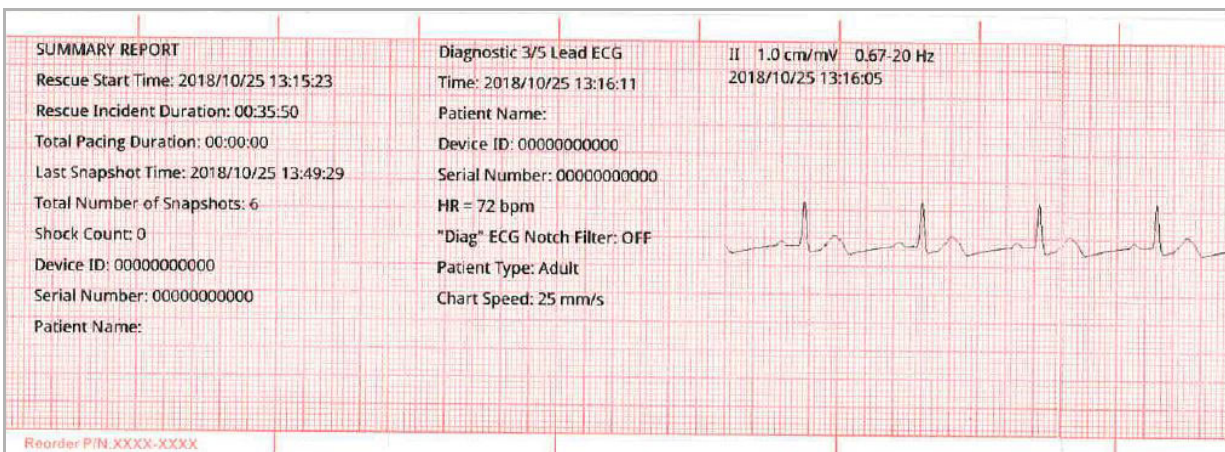 SUMMARY REPORT
Rescue Start Time: 2018/10/25 13:15:23
Rescue Incident Duration: 00:35:50
Total Pacing Duration: 00:00:00
Last Snapshot Time: 2018/10/25 13:49:29
Total Number of Snapshots: 6
Shock Count: 0
Device ID: 00000000000
Serial Number: 00000000000
Patient Name:
Diagnostic 3/5 Lead ECG
Time: 2018/10/25 13:16:11
Patient Name:
Device ID: 00000000000
Serial Number: 00000000000
HR = 72 bpm
"Diag" ECG Notch Filter: OFF
Patient Type: Adult
Chart Speed: 25 mm/s
II 1.0 cm/mV 0.67-20 Hz
2018/10/25 13:16:05
Reorder P/N:XXXX-XXXX